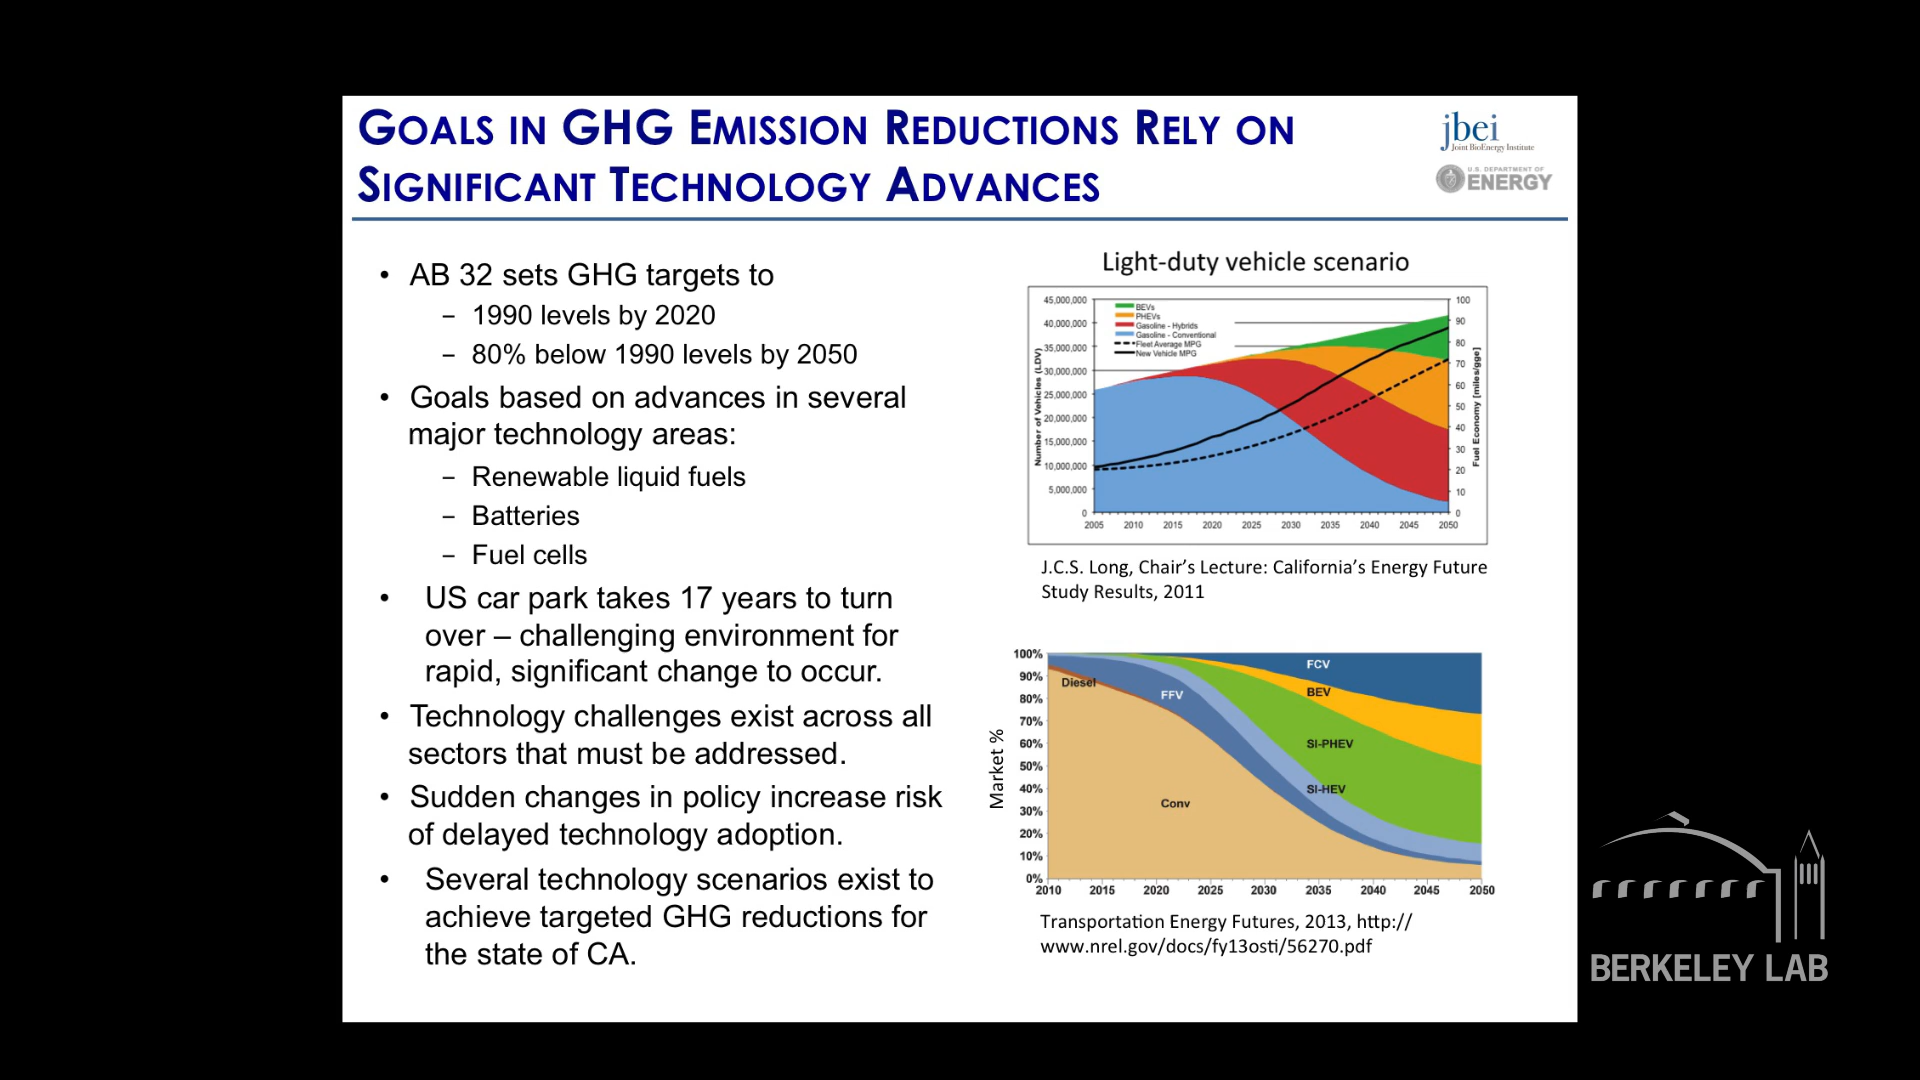 GOALS IN GHG EMISSION REDUCTIONS RELY ON
SIGNIFICANT TECHNOLOGY ADVANCES
jbei
Joint BioEnergy Institute
U.S. DEPARTMENT OF
ENERGY
• AB 32 sets GHG targets to
– 1990 levels by 2020
– 80% below 1990 levels by 2050
• Goals based on advances in several
major technology areas:
– Renewable liquid fuels
– Batteries
– Fuel cells
• US car park takes 17 years to turn
over – challenging environment for
rapid, significant change to occur.
• Technology challenges exist across all
sectors that must be addressed.
• Sudden changes in policy increase risk
of delayed technology adoption.
• Several technology scenarios exist to
achieve targeted GHG reductions for
the state of CA.
Light-duty vehicle scenario
Number of Vehicles (LDV)
45,000,000
40,000,000
35,000,000
30,000,000
25,000,000
20,000,000
15,000,000
10,000,000
5,000,000
0
BEVs
PHEVs
Gasoline - Hybrids
Gasoline - Conventional
Fleet Average MPG
New Vehicle MPG
100
90
80
70
60
50
40
30
20
10
0
Fuel Economy [miles/gge]
2005 2010 2015 2020 2025 2030 2035 2040 2045 2050
J.C.S. Long, Chair's Lecture: California's Energy Future
Study Results, 2011
Market %
100%
90%
80%
70%
60%
50%
40%
30%
20%
10%
0%
Diesel
FFV
Conv
FCV
BEV
SI-PHEV
SI-HEV
2010 2015 2020 2025 2030 2035 2040 2045 2050
Transportation Energy Futures, 2013, http://
www.nrel.gov/docs/fy13osti/56270.pdf
BERKELEY LAB